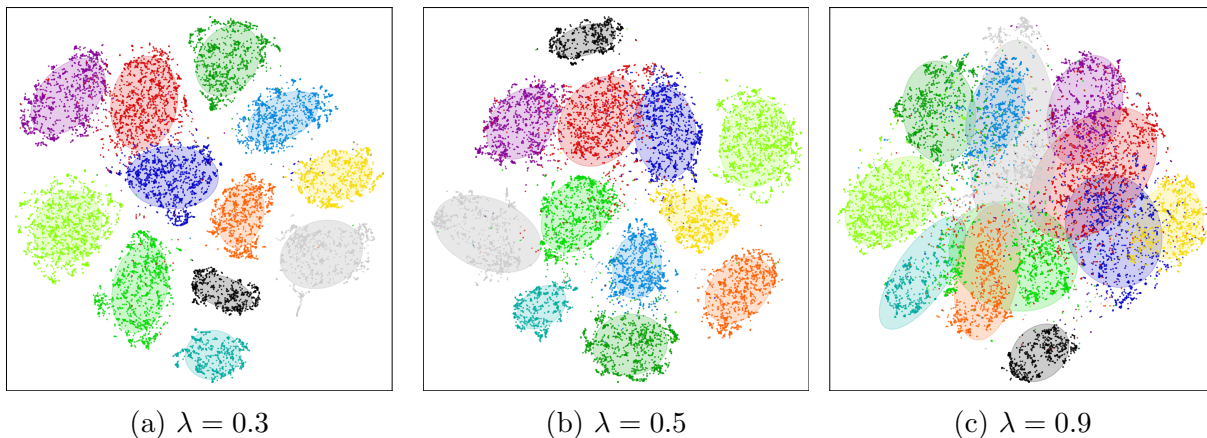 (a) λ = 0.3
(b) λ = 0.5
(c) λ = 0.9